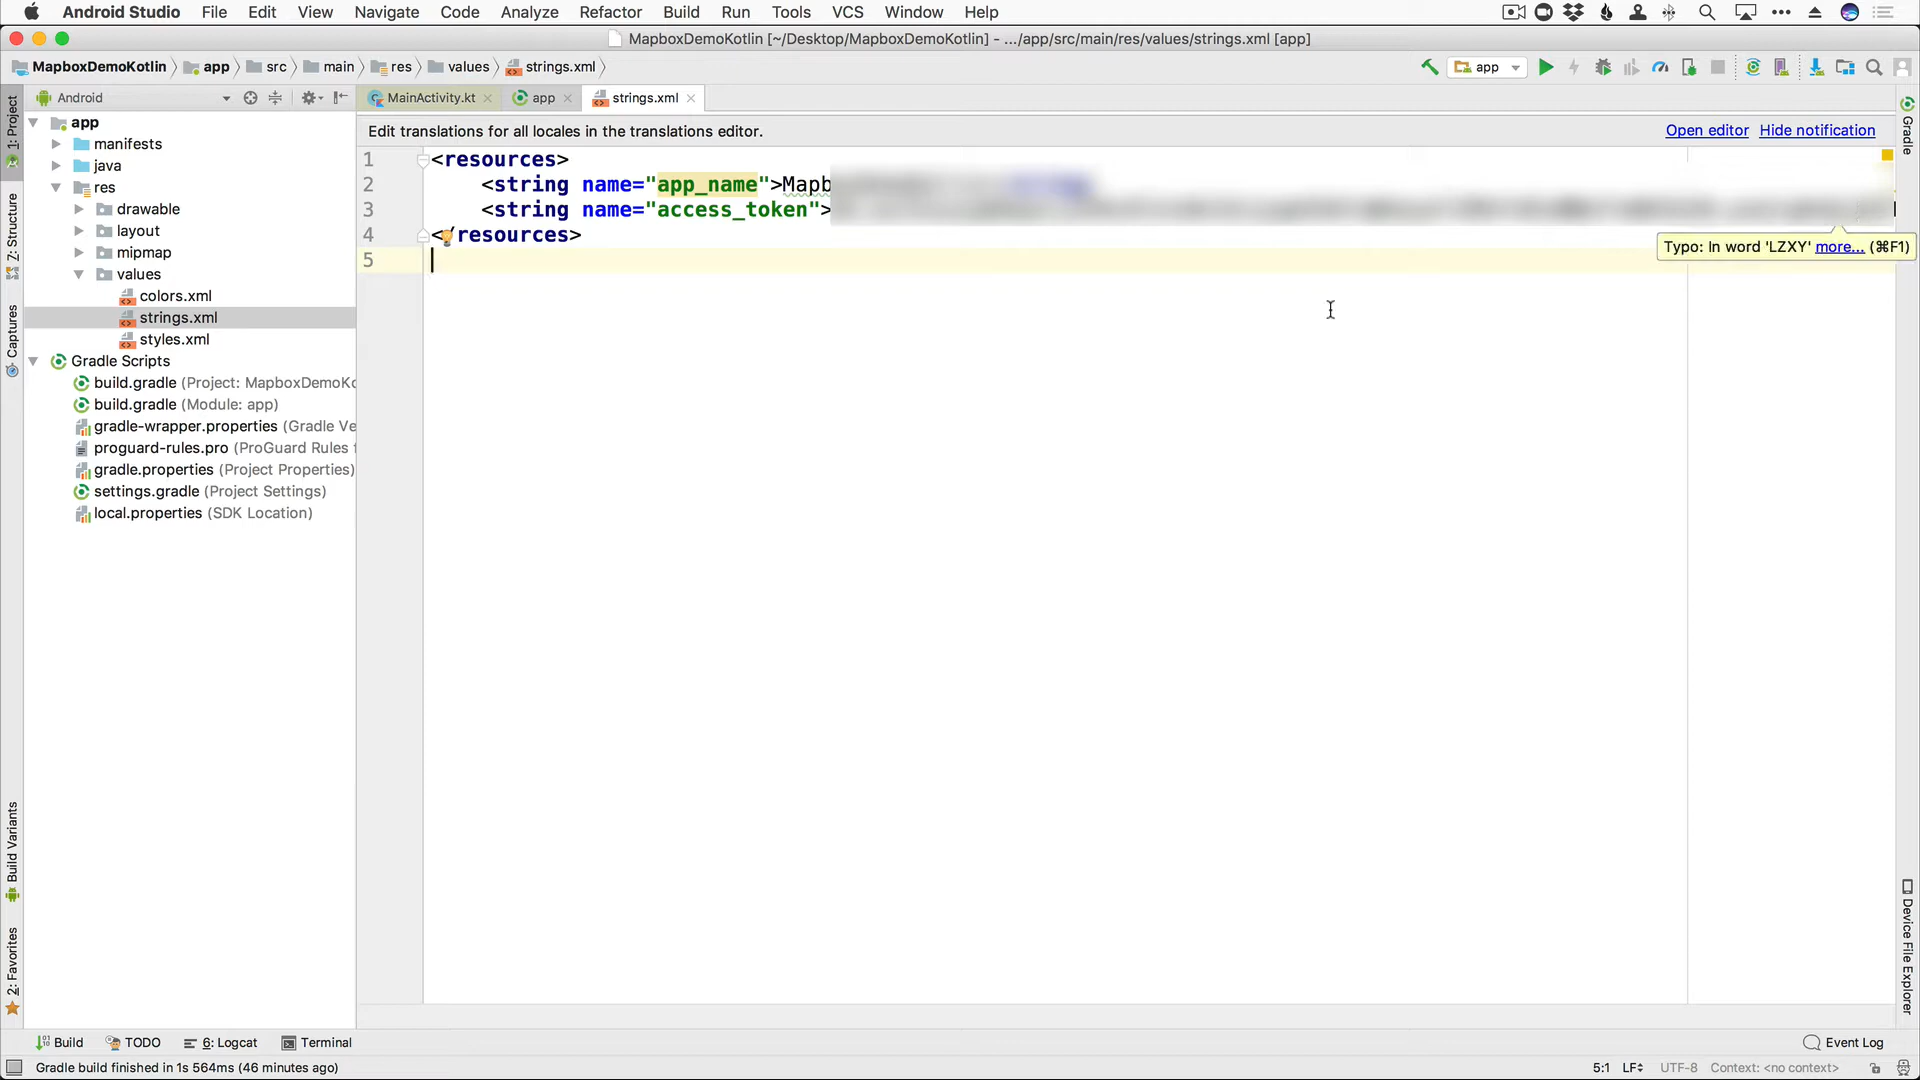 Android Studio File Edit View Navigate Code Analyze Refactor Build Run Tools VCS Window Help
MapboxDemoKotlin [~/Desktop/MapboxDemoKotlin] - .../app/src/main/res/values/strings.xml [app]
MapboxDemoKotlin app src main res values strings.xml app
1: Project
Z: Structure
Captures
Build Variants
2: Favorites
Android
app
manifests
java
res
drawable
layout
mipmap
values
colors.xml
strings.xml
styles.xml
Gradle Scripts
build.gradle (Project: MapboxDemoKo
build.gradle (Module: app)
gradle-wrapper.properties (Gradle Ve
proguard-rules.pro (ProGuard Rules f
gradle.properties (Project Properties)
settings.gradle (Project Settings)
local.properties (SDK Location)
MainActivity.kt app strings.xml
Edit translations for all locales in the translations editor. Open editor Hide notification
1 <resources>
2 <string name="app_name">Mapb
3 <string name="access_token">
4 </resources>
5
Typo: In word 'LZXY' more... (⌘F1)
Gradle
Device File Explorer
Build TODO 6: Logcat Terminal Event Log
Gradle build finished in 1s 564ms (46 minutes ago) 5:1 LF UTF-8 Context: <no context>